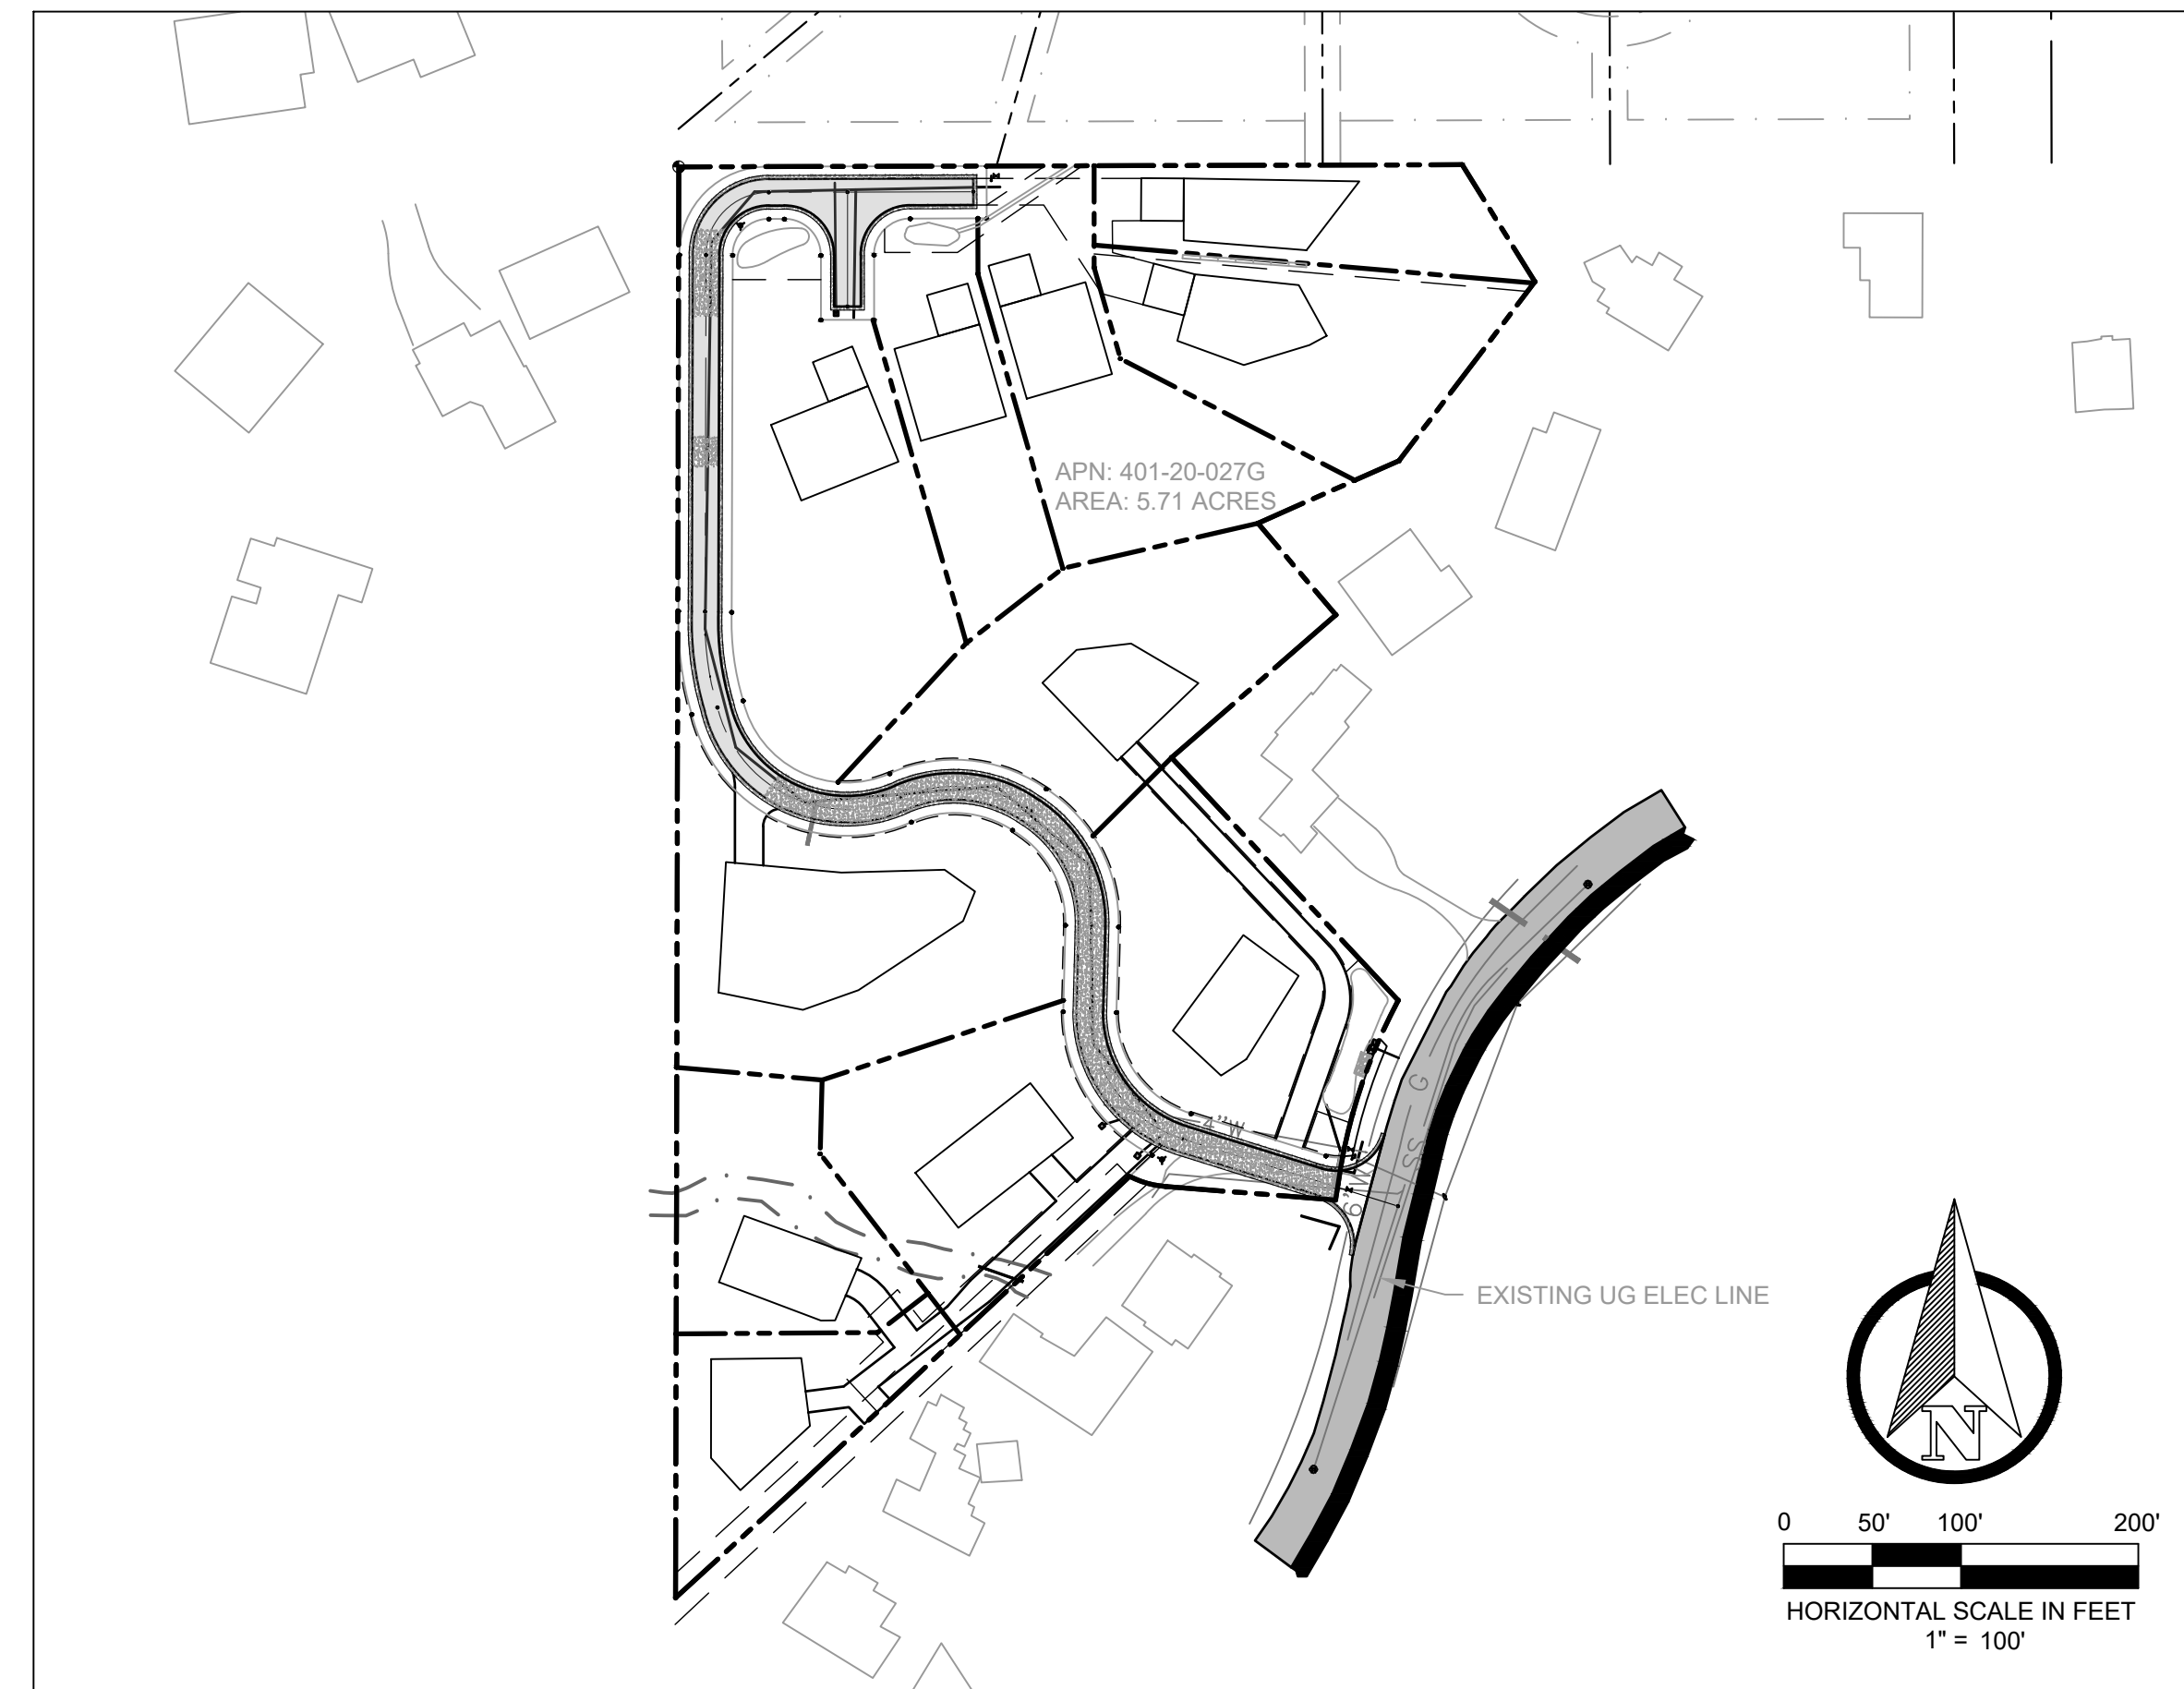 APN: 401-20-027G
AREA: 5.71 ACRES
4"W
SS
G
6"W
EXISTING UG ELEC LINE
N
0 50' 100' 200'
HORIZONTAL SCALE IN FEET
1" = 100'